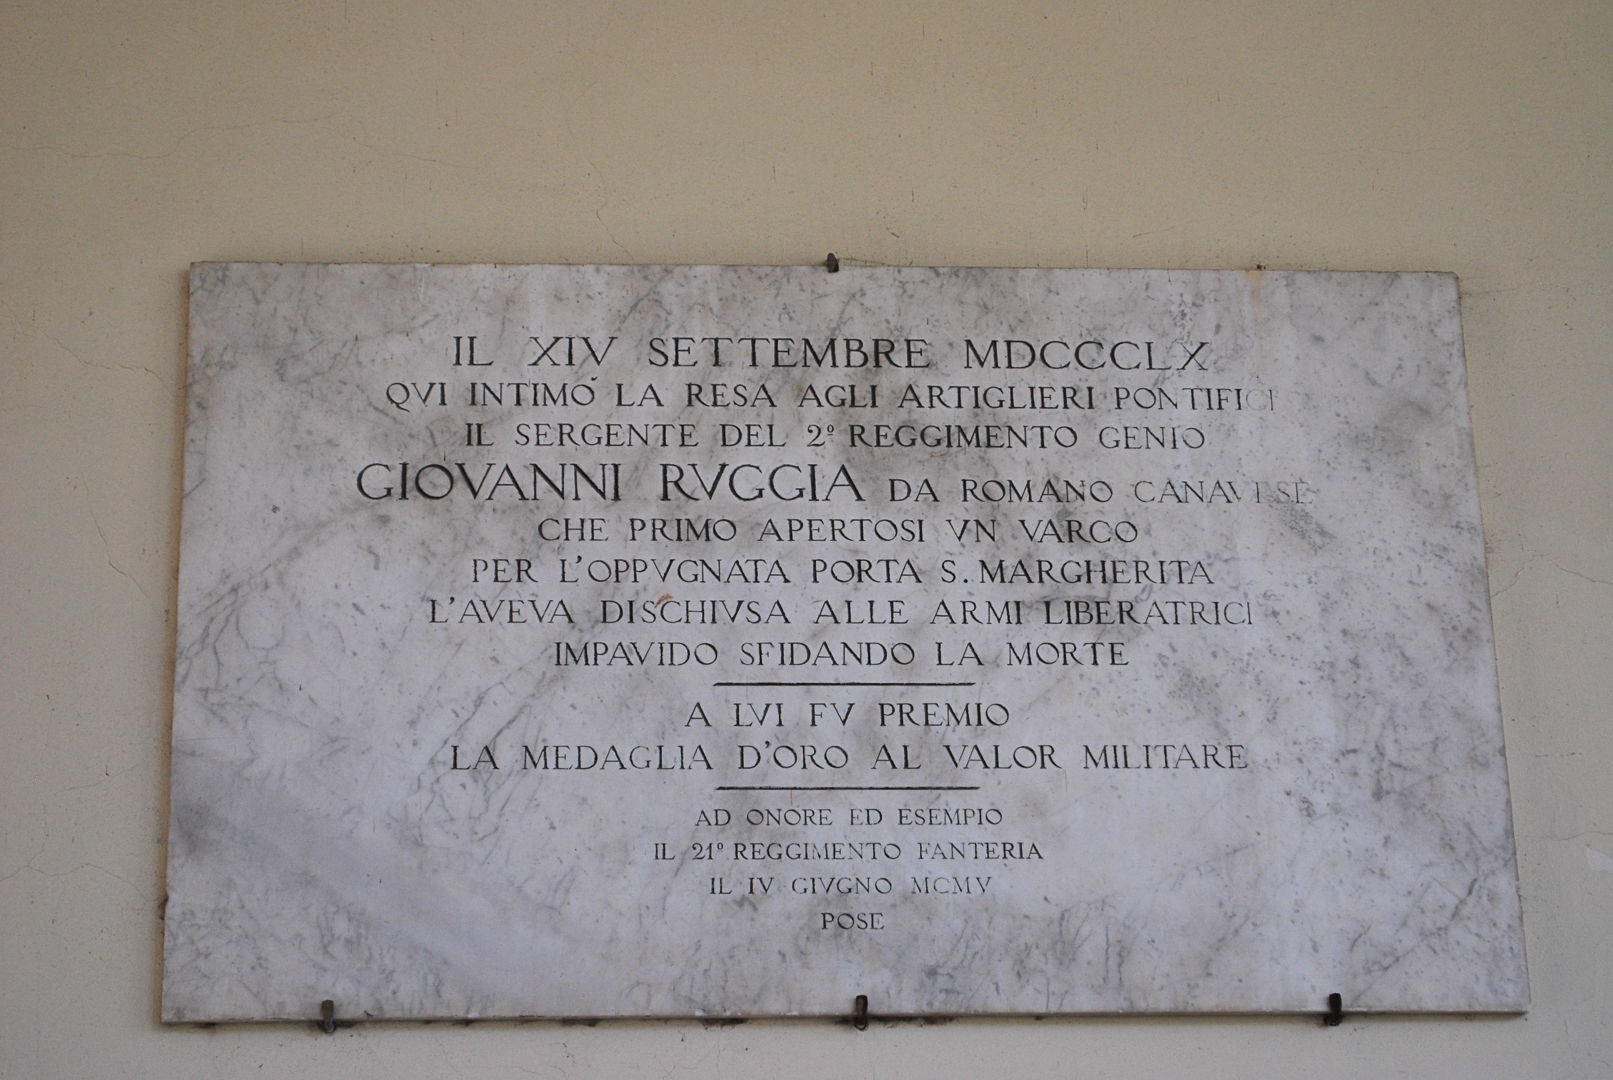 IL XIV SETTEMBRE MDCCCLX
QVI INTIMÒ LA RESA AGLI ARTIGLIERI PONTIFICI
IL SERGENTE DEL 2º REGGIMENTO GENIO
GIOVANNI RVGGIA DA ROMANO CANAVESE
CHE PRIMO APERTOSI VN VARCO
PER L'OPPVGNATA PORTA S. MARGHERITA
L'AVEVA DISCHIVSA ALLE ARMI LIBERATRICI
IMPAVIDO SFIDANDO LA MORTE
A LVI FV PREMIO
LA MEDAGLIA D'ORO AL VALOR MILITARE
AD ONORE ED ESEMPIO
IL 21º REGGIMENTO FANTERIA
IL IV GIVGNO MCMV
POSE